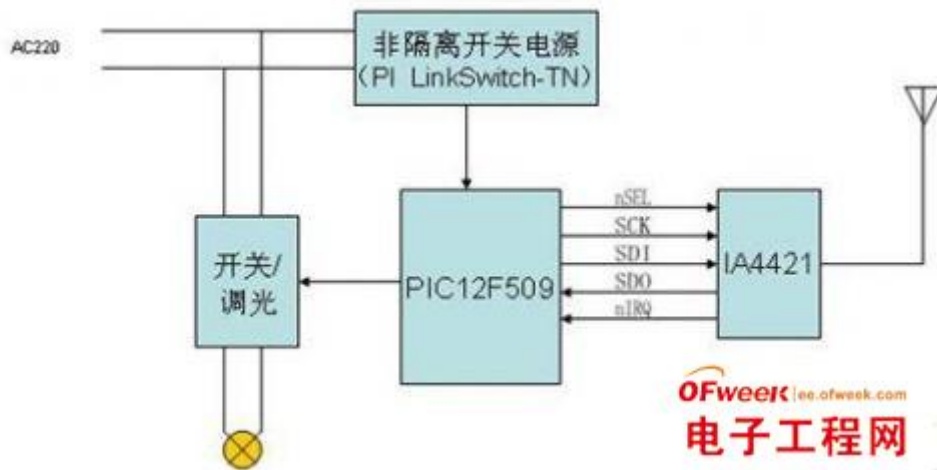 AC220
非隔离开关电源
(PI LinkSwitch-TN)
nSEL
SCK
SDI
SDO
nIRQ
开关/
调光
PIC12F509
IA4421
OFweek | ee.ofweek.com
电子工程网